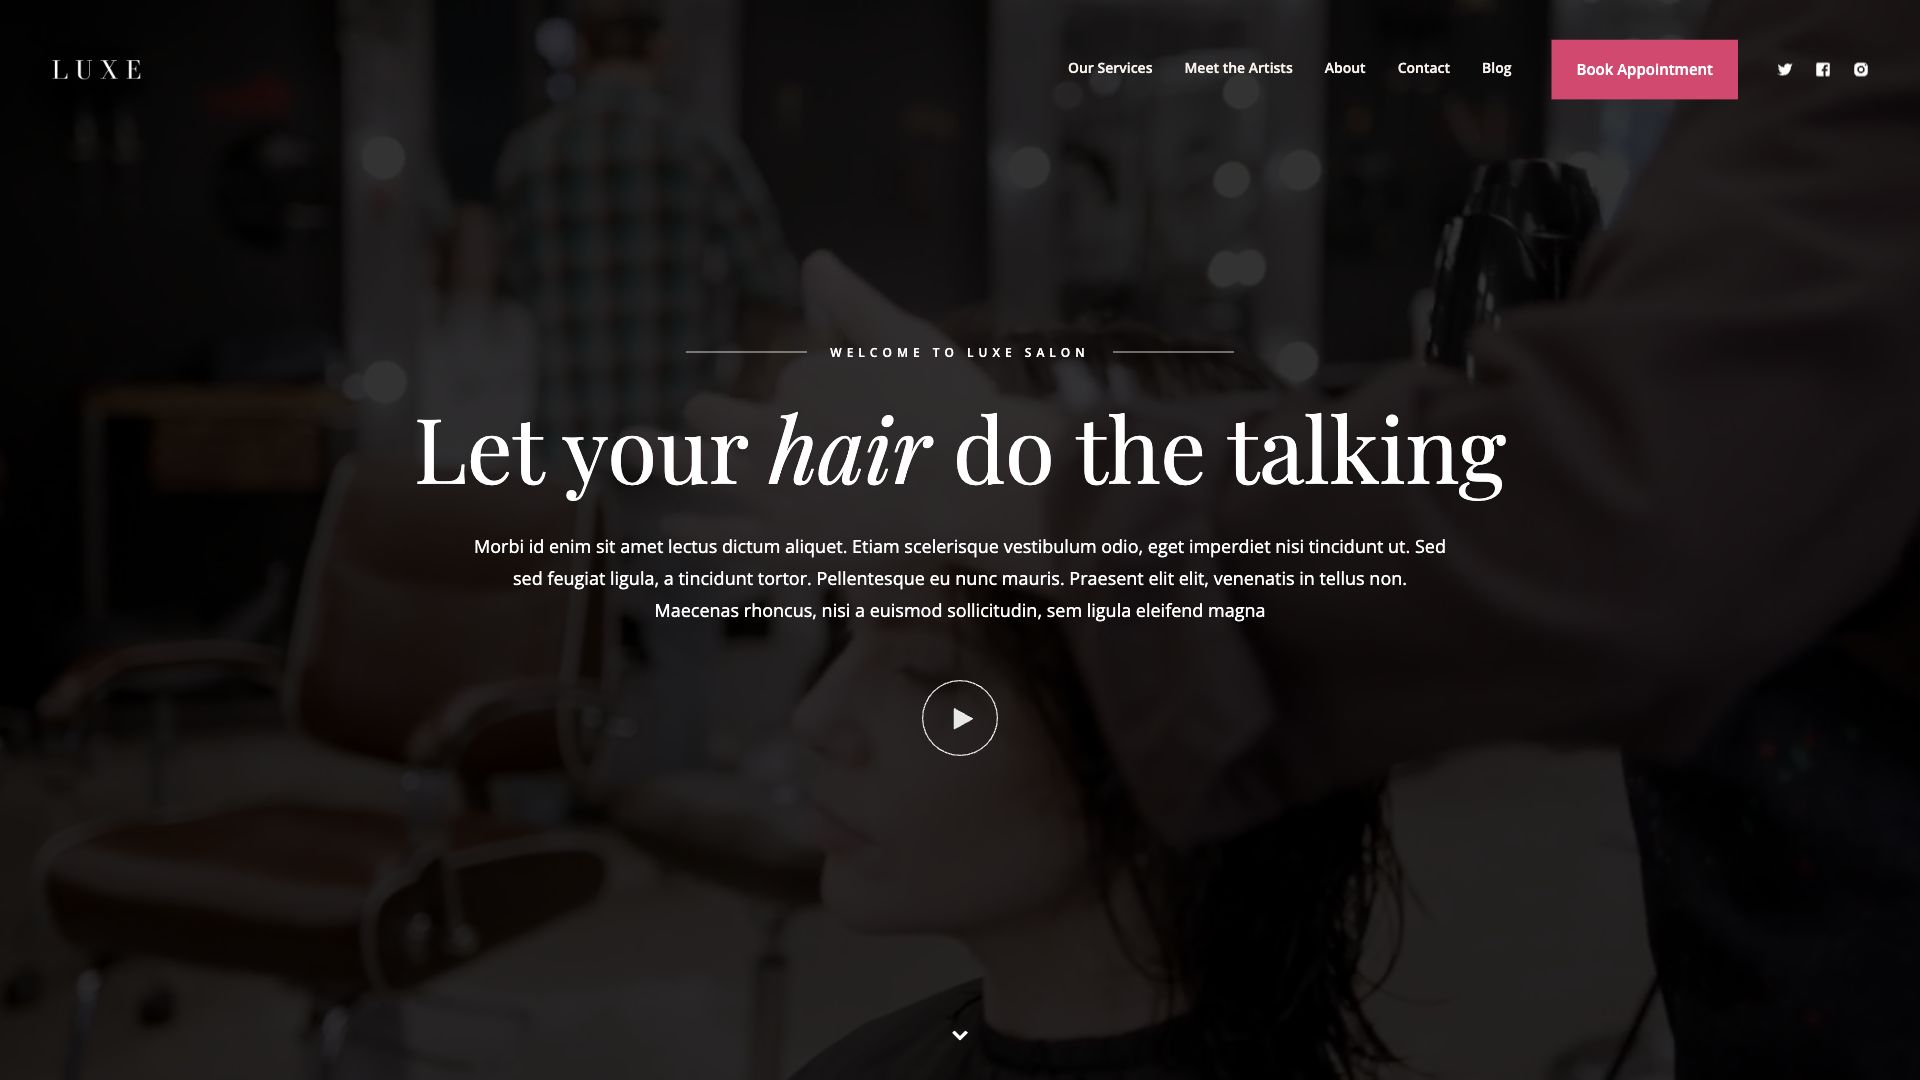 LUXE
Our Services
Meet the Artists
About
Contact
Blog
Book Appointment
WELCOME TO LUXE SALON
Let your hair do the talking
Morbi id enim sit amet lectus dictum aliquet. Etiam scelerisque vestibulum odio, eget imperdiet nisi tincidunt ut. Sed
sed feugiat ligula, a tincidunt tortor. Pellentesque eu nunc mauris. Praesent elit elit, venenatis in tellus non.
Maecenas rhoncus, nisi a euismod sollicitudin, sem ligula eleifend magna